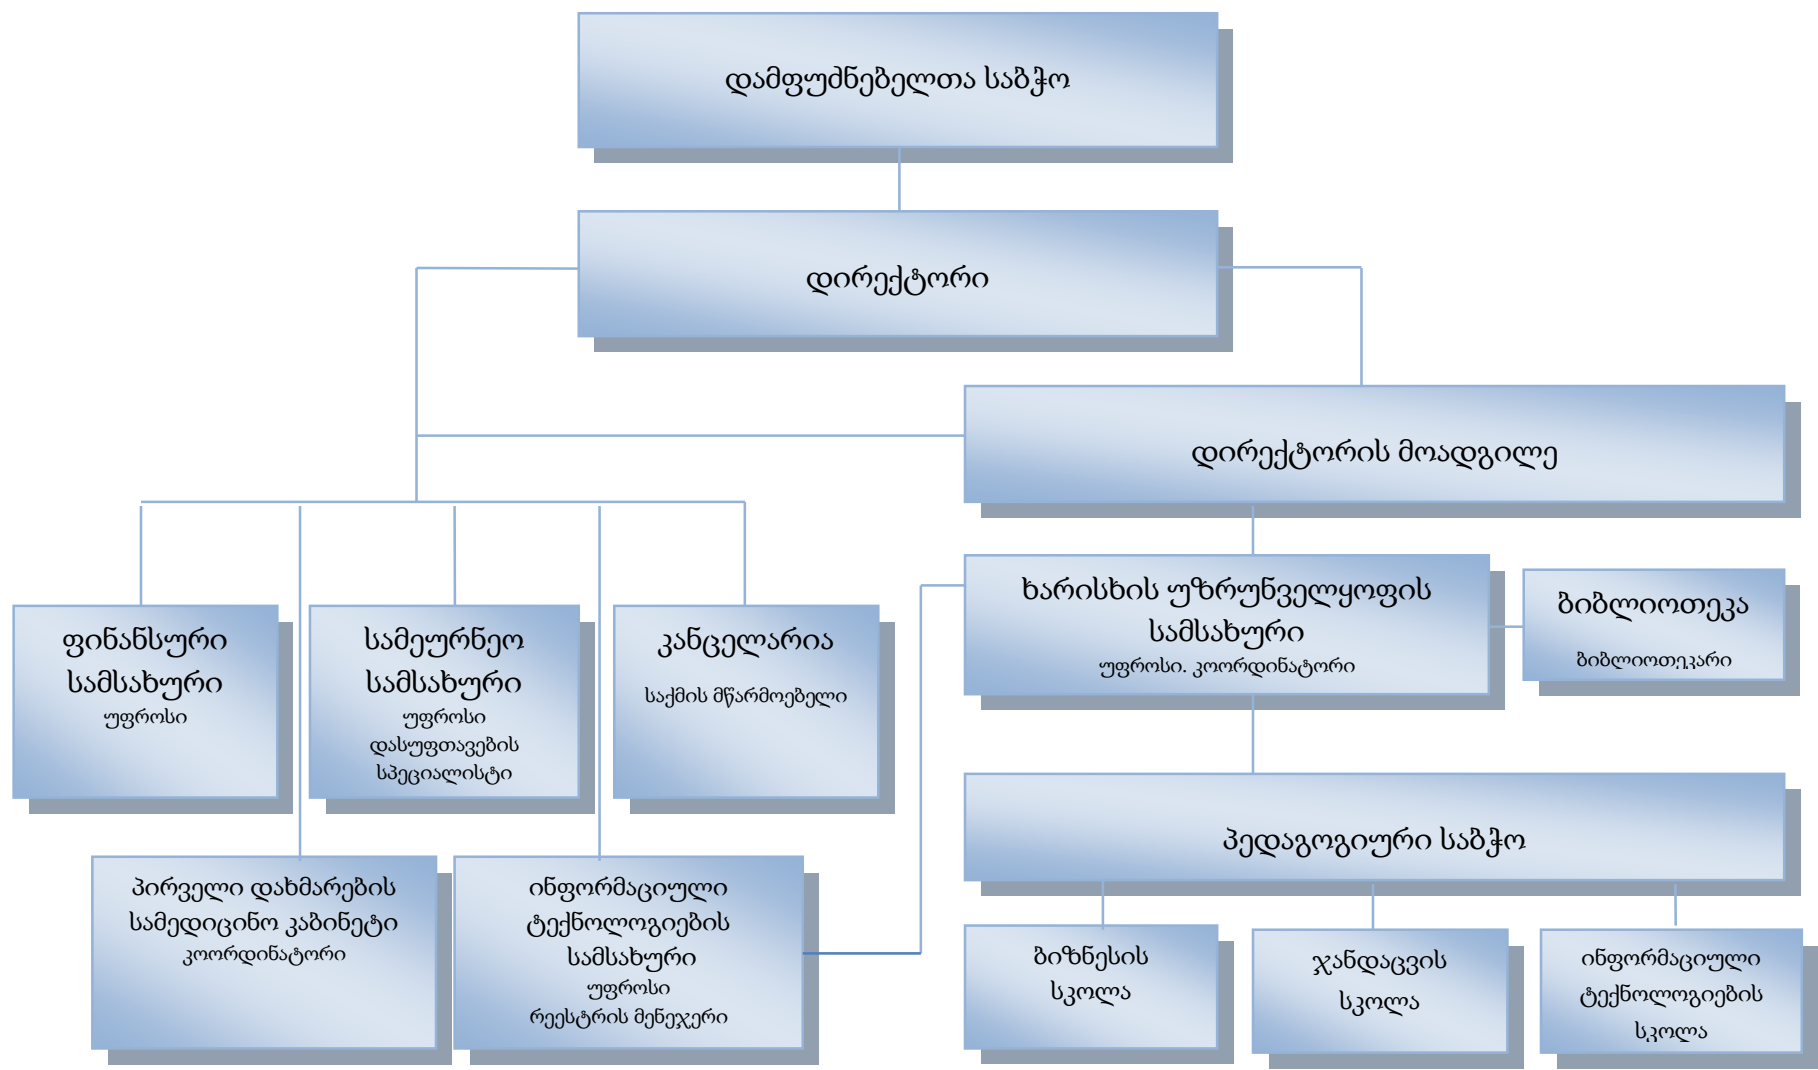 დამფუძნებელთა საბჭო
დირექტორი
დირექტორის მოადგილე
ფინანსური
სამსახური
უფროსი
სამეურნეო
სამსახური
უფროსი
დასუფთავების
სპეციალისტი
კანცელარია
საქმის მწარმოებელი
ხარისხის უზრუნველყოფის
სამსახური
უფროსი. კოორდინატორი
ბიბლიოთეკა
ბიბლიოთეკარი
პედაგოგიური საბჭო
პირველი დახმარების
სამედიცინო კაბინეტი
კოორდინატორი
ინფორმაციული
ტექნოლოგიების
სამსახური
უფროსი
რეესტრის მენეჯერი
ბიზნესის
სკოლა
ჯანდაცვის
სკოლა
ინფორმაციული
ტექნოლოგიების
სკოლა